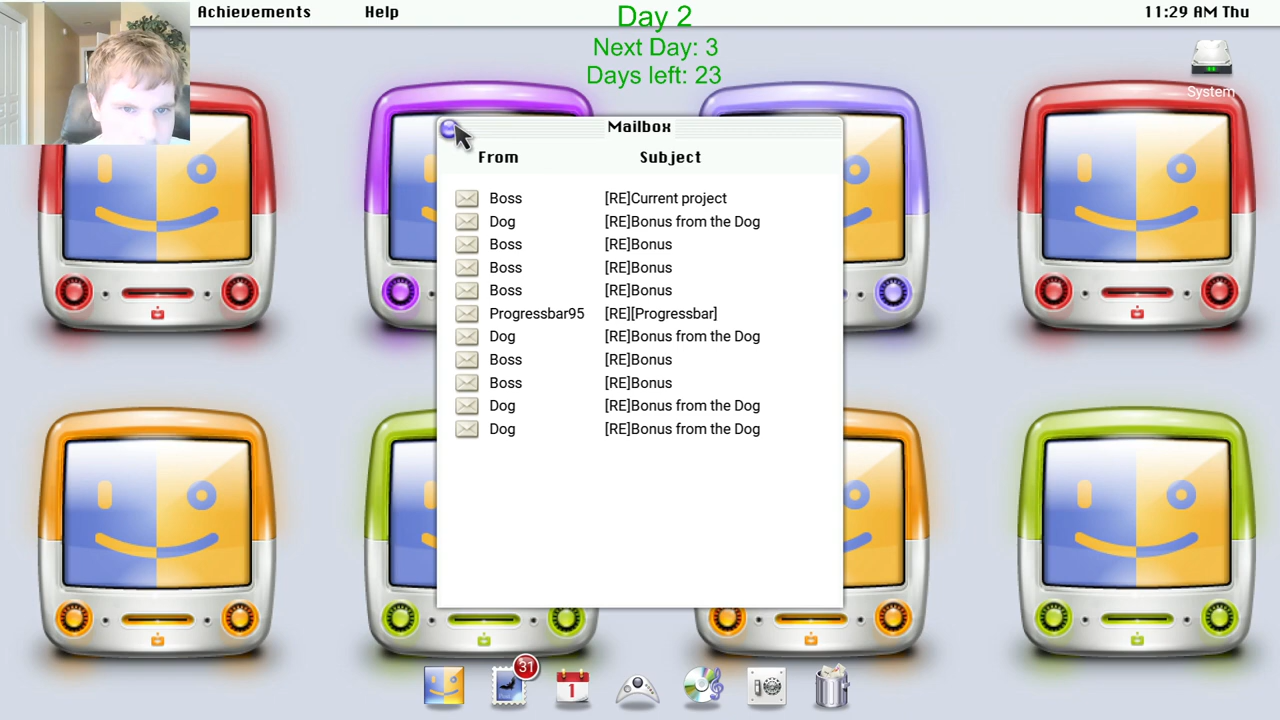 Achievements Help Day 2 11:29 AM Thu
Next Day: 3
Days left: 23
System
Mailbox
From Subject
Boss [RE]Current project
Dog [RE]Bonus from the Dog
Boss [RE]Bonus
Boss [RE]Bonus
Boss [RE]Bonus
Progressbar95 [RE][Progressbar]
Dog [RE]Bonus from the Dog
Boss [RE]Bonus
Boss [RE]Bonus
Dog [RE]Bonus from the Dog
Dog [RE]Bonus from the Dog
31
1